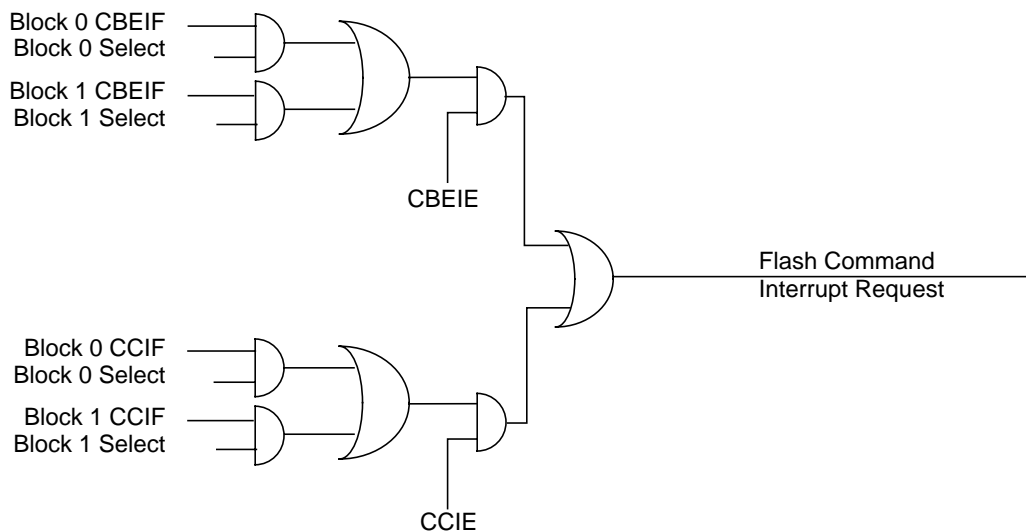 Block 0 CBEIF
Block 0 Select
Block 1 CBEIF
Block 1 Select
CBEIE
Flash Command
Interrupt Request
Block 0 CCIF
Block 0 Select
Block 1 CCIF
Block 1 Select
CCIE